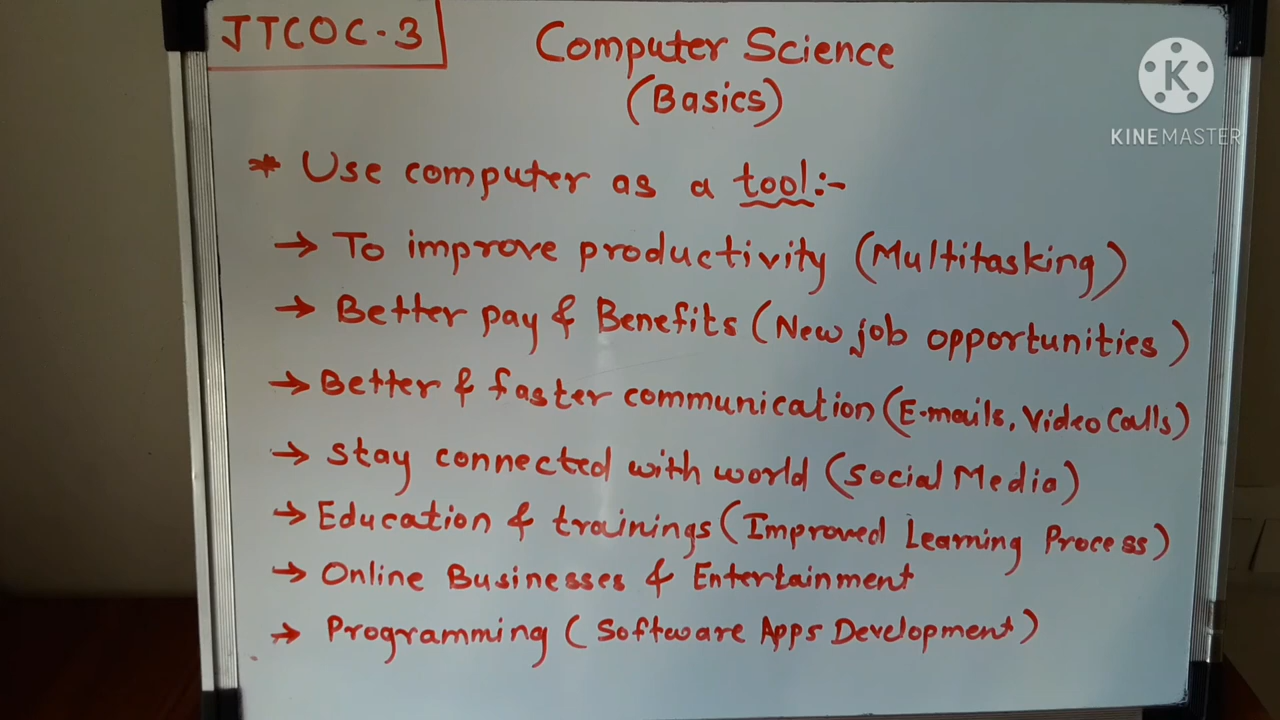 JTCOC-3
Computer Science
(Basics)
KINEMASTER
* Use computer as a tool:-
→ To improve productivity (Multitasking)
→ Better pay & Benefits (New job opportunities)
→ Better & faster communication (E-mails, Video Calls)
→ Stay connected with world (Social Media)
→ Education & trainings (Improved Learning Process)
→ Online Businesses & Entertainment
→ Programming (Software Apps Development)